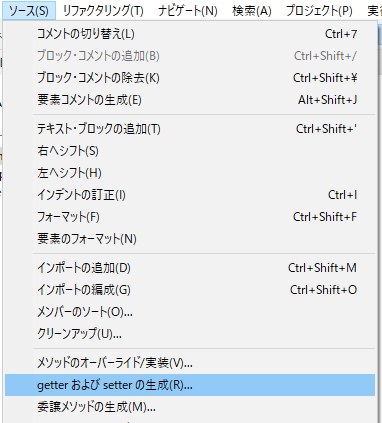 ソース(S) リファクタリング(T) ナビゲート(N) 検索(A) プロジェクト(P)
コメントの切り替え(L) Ctrl+7
ブロック・コメントの追加(B) Ctrl+Shift+/
ブロック・コメントの除去(K) Ctrl+Shift+¥
要素コメントの生成(E) Alt+Shift+J
テキスト・ブロックの追加(T) Ctrl+Shift+'
右へシフト(S)
左へシフト(H)
インデントの訂正(I) Ctrl+I
フォーマット(F) Ctrl+Shift+F
要素のフォーマット(N)
インポートの追加(D) Ctrl+Shift+M
インポートの編成(G) Ctrl+Shift+O
メンバーのソート(O)...
クリーンアップ(U)...
メソッドのオーバーライド/実装(V)...
getter および setter の生成(R)...
委譲メソッドの生成(M)...